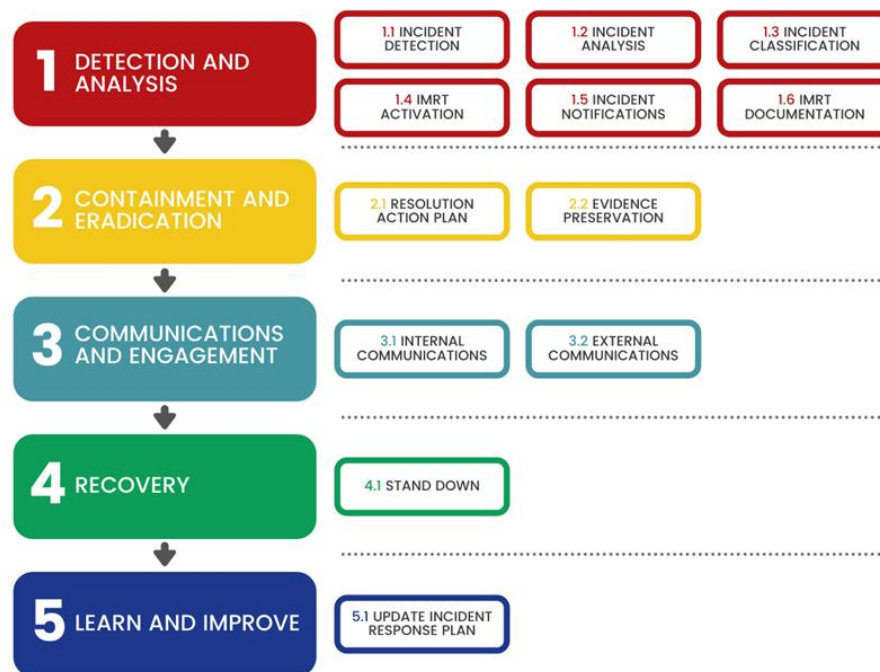 1 DETECTION AND
ANALYSIS
1.1 INCIDENT
DETECTION
1.2 INCIDENT
ANALYSIS
1.3 INCIDENT
CLASSIFICATION
1.4 IMRT
ACTIVATION
1.5 INCIDENT
NOTIFICATIONS
1.6 IMRT
DOCUMENTATION
2 CONTAINMENT AND
ERADICATION
2.1 RESOLUTION
ACTION PLAN
2.2 EVIDENCE
PRESERVATION
3 COMMUNICATIONS
AND ENGAGEMENT
3.1 INTERNAL
COMMUNICATIONS
3.2 EXTERNAL
COMMUNICATIONS
4 RECOVERY
4.1 STAND DOWN
5 LEARN AND IMPROVE
5.1 UPDATE INCIDENT
RESPONSE PLAN